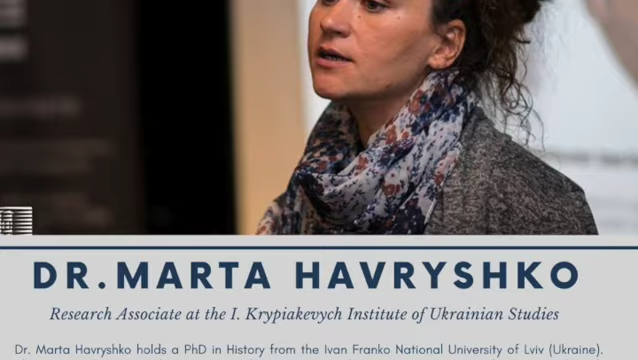 DR. MARTA HAVRYSHKO
Research Associate at the I. Krypiakevych Institute of Ukrainian Studies
Dr. Marta Havryshko holds a PhD in History from the Ivan Franko National University of Lviv (Ukraine).